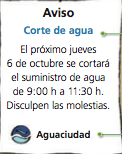 Aviso
Corte de agua
El próximo jueves
6 de octubre se cortará
el suministro de agua
de 9:00 h a 11:30 h.
Disculpen las molestias.
Aguaciudad